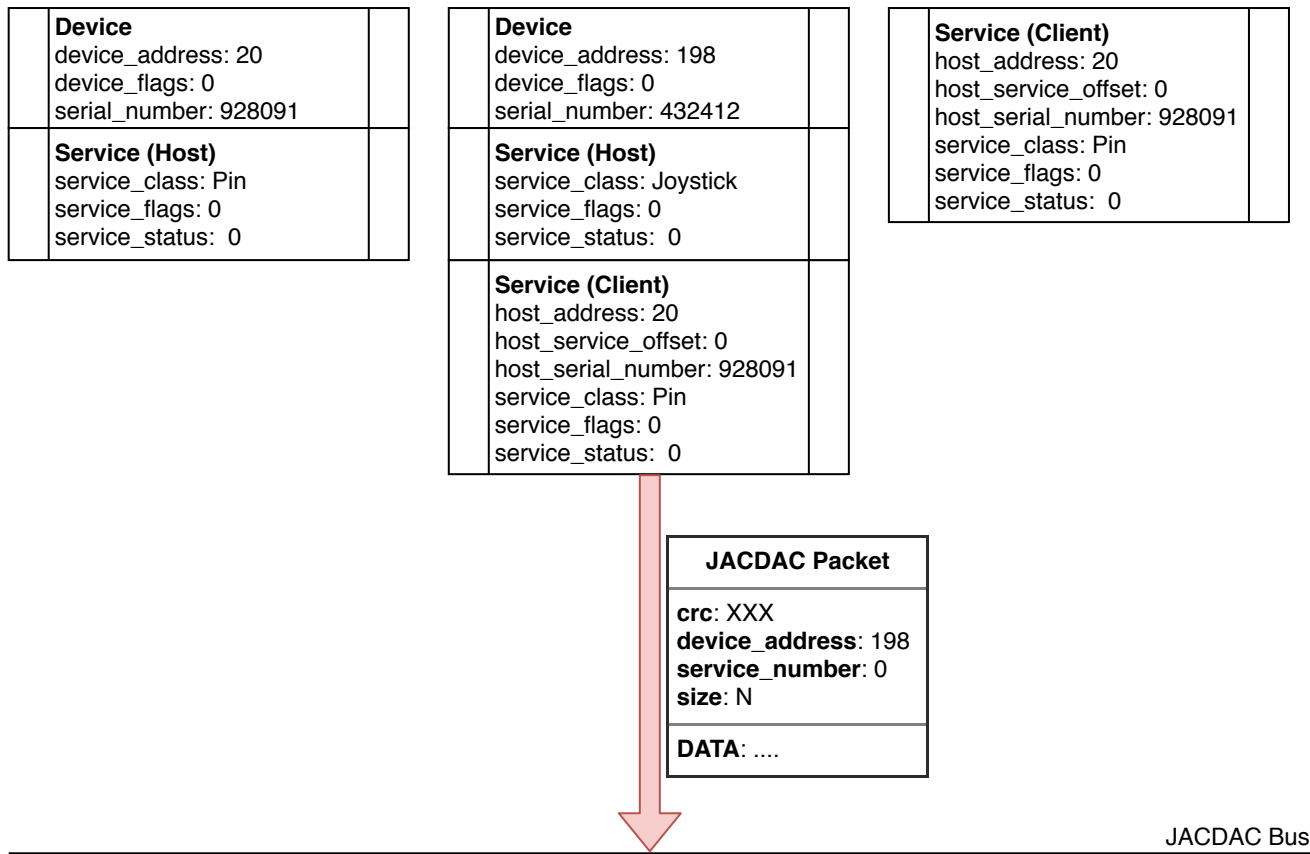 Device
device_address: 20
device_flags: 0
serial_number: 928091
Service (Host)
service_class: Pin
service_flags: 0
service_status:  0
Device
device_address: 198
device_flags: 0
serial_number: 432412
Service (Host)
service_class: Joystick
service_flags: 0
service_status:  0
Service (Client)
host_address: 20
host_service_offset: 0
host_serial_number: 928091
service_class: Pin
service_flags: 0
service_status:  0
Service (Client)
host_address: 20
host_service_offset: 0
host_serial_number: 928091
service_class: Pin
service_flags: 0
service_status:  0
JACDAC Packet
crc: XXX
device_address: 198
service_number: 0
size: N
DATA: ....
JACDAC Bus